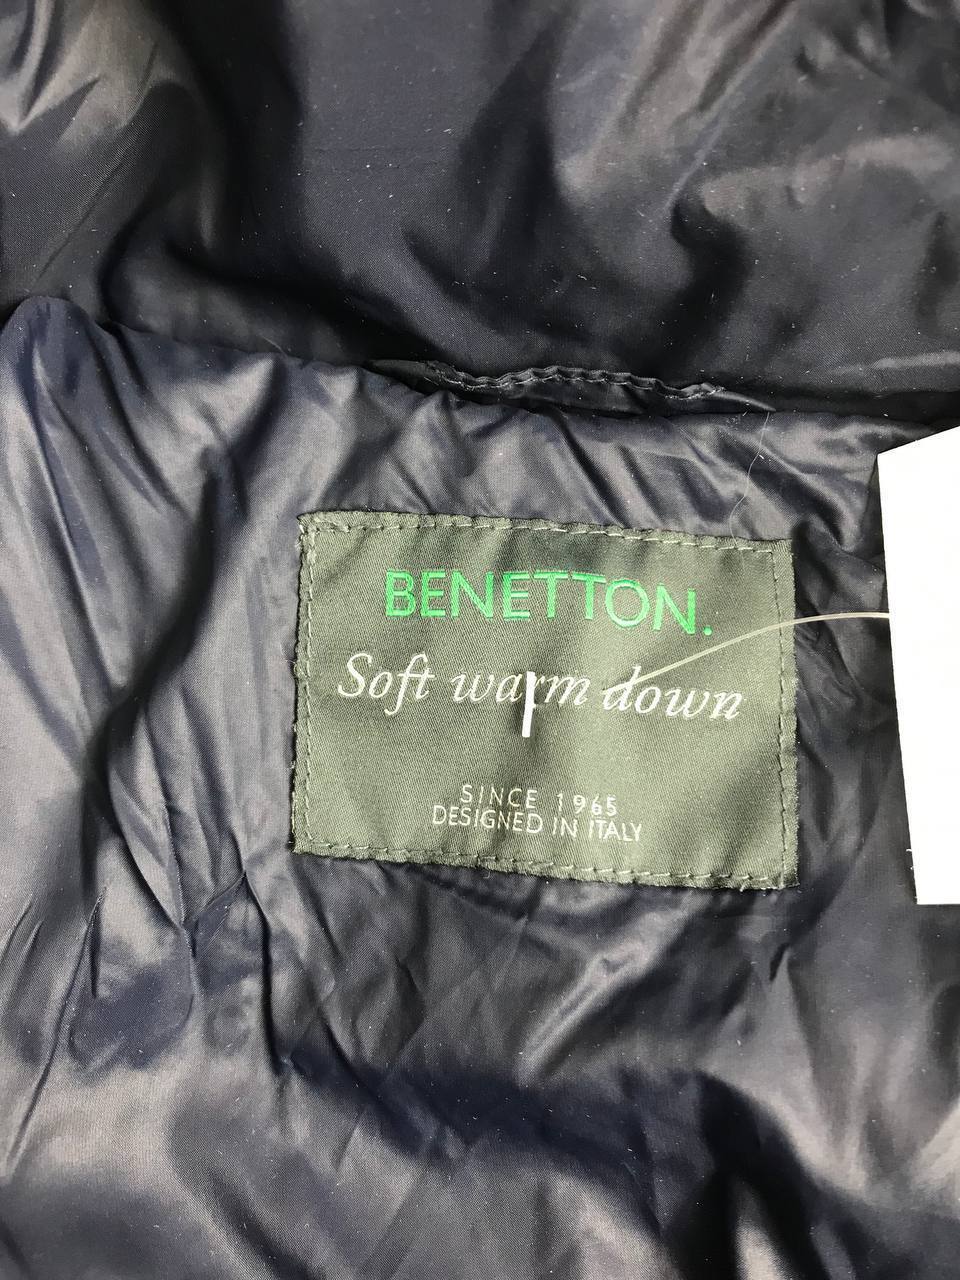 BENETTON.
Soft warm down
SINCE 1965
DESIGNED IN ITALY